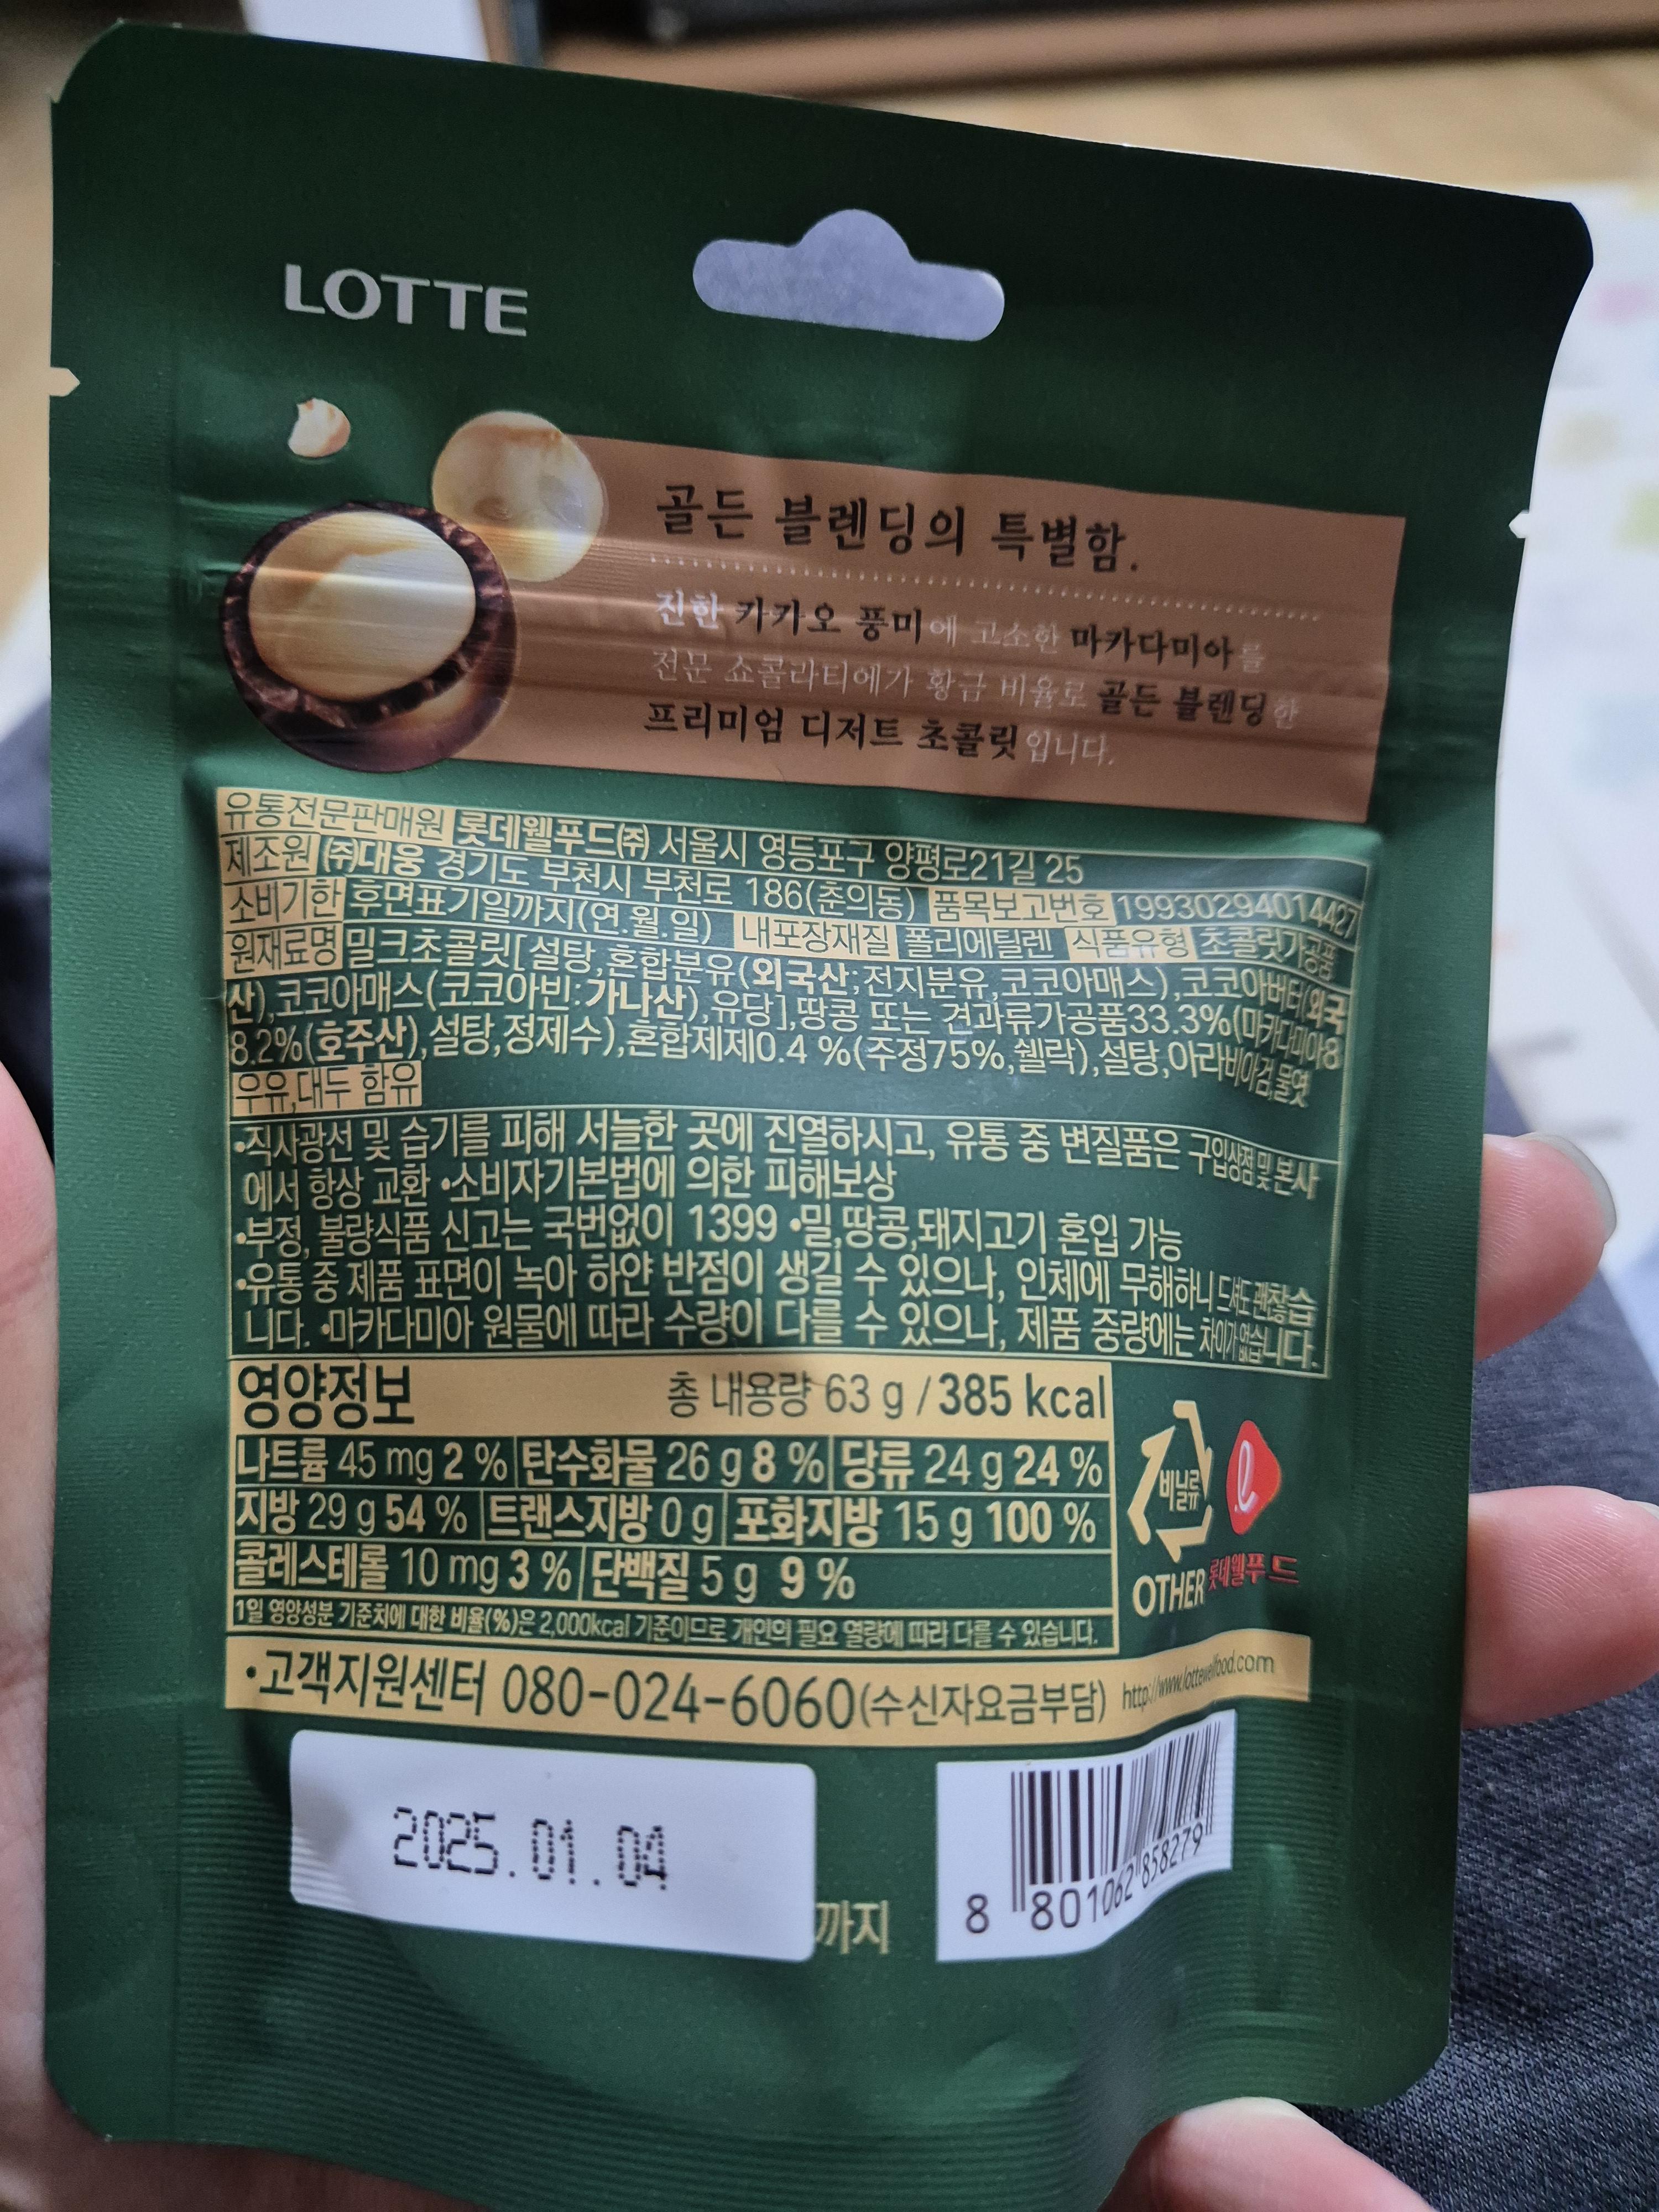 LOTTE
골든 블렌딩의 특별함.
진한 카카오 풍미에 고소한 마카다미아를
전문 쇼콜라티에가 황금 비율로 골든 블렌딩한
프리미엄 디저트 초콜릿입니다.
유통전문판매원 롯데웰푸드㈜ 서울시 영등포구 양평로21길 25
제조원 ㈜대웅 경기도 부천시 부천로 186(춘의동) 품목보고번호 19930294014427
소비기한 후면표기일까지(연.월.일) 내포장재질 폴리에틸렌 식품유형 초콜릿가공품
원재료명 밀크초콜릿[설탕,혼합분유(외국산;전지분유,코코아매스),코코아버터(외국
산),코코아매스(코코아빈:가나산),유당],땅콩 또는 견과류가공품33.3%(마카다미아8
8.2%(호주산),설탕,정제수),혼합제제0.4 %(주정75%,쉘락),설탕,아라비아검,물엿
우유,대두 함유
•직사광선 및 습기를 피해 서늘한 곳에 진열하시고, 유통 중 변질품은 구입상점 및 본사
에서 항상 교환 •소비자기본법에 의한 피해보상
•부정, 불량식품 신고는 국번없이 1399 •밀,땅콩,돼지고기 혼입 가능
•유통 중 제품 표면이 녹아 하얀 반점이 생길 수 있으나, 인체에 무해하니 드셔도 괜찮습
니다. •마카다미아 원물에 따라 수량이 다를 수 있으나, 제품 중량에는 차이가 없습니다.
영양정보 총 내용량 63 g / 385 kcal
나트륨 45 mg 2 % 탄수화물 26 g 8 % 당류 24 g 24 %
지방 29 g 54 % 트랜스지방 0 g 포화지방 15 g 100 %
콜레스테롤 10 mg 3 % 단백질 5 g 9 %
1일 영양성분 기준치에 대한 비율(%)은 2,000kcal 기준이므로 개인의 필요 열량에 따라 다를 수 있습니다.
비닐류
OTHER
롯데웰푸드
•고객지원센터 080-024-6060(수신자요금부담) http://www.lottewellfood.com
2025.01.04
까지
8 801062 858279